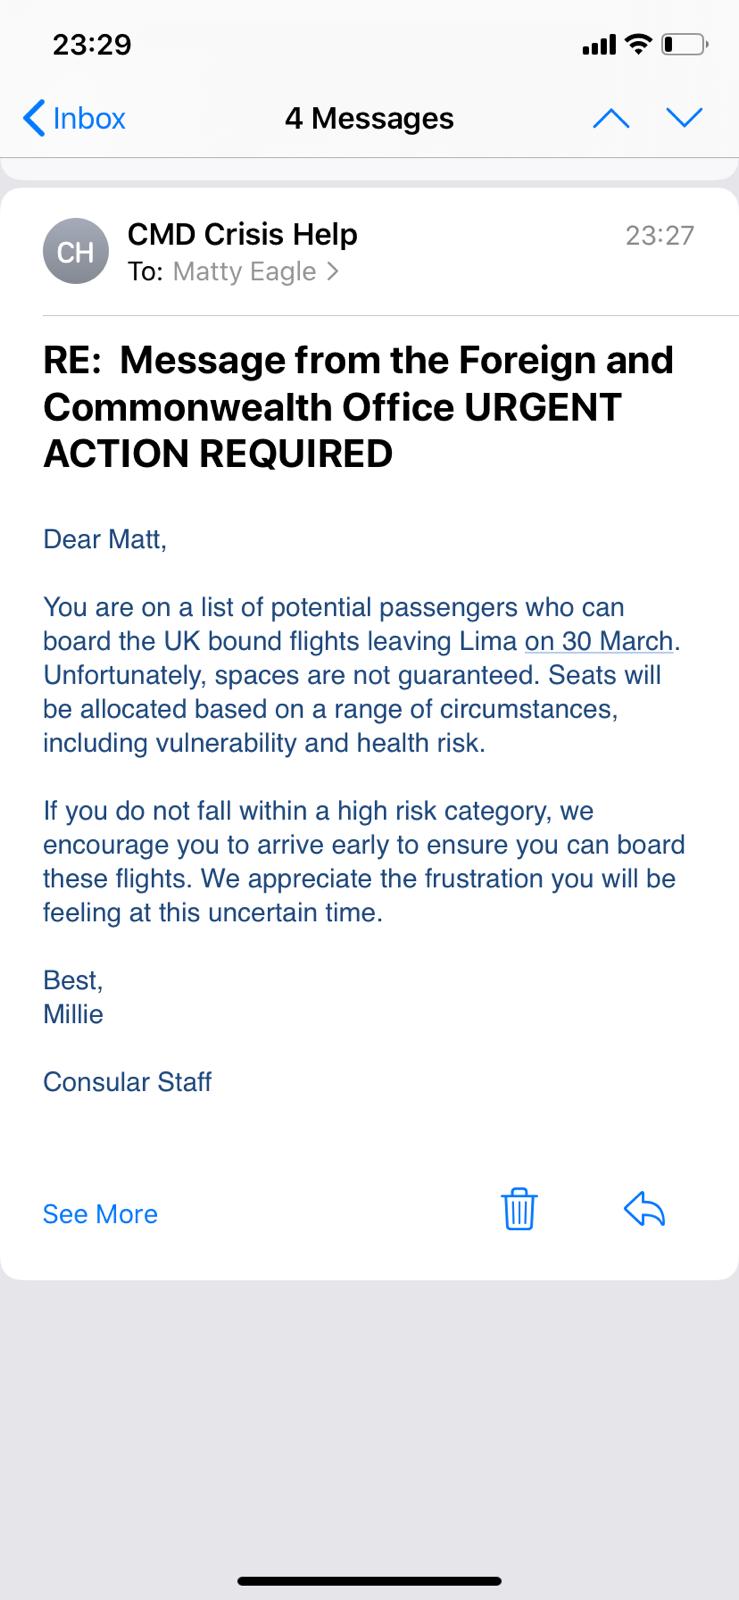 23:29
Inbox
4 Messages
CH
CMD Crisis Help
23:27
To: Matty Eagle
RE:  Message from the Foreign and
Commonwealth Office URGENT
ACTION REQUIRED
Dear Matt,
You are on a list of potential passengers who can
board the UK bound flights leaving Lima on 30 March.
Unfortunately, spaces are not guaranteed. Seats will
be allocated based on a range of circumstances,
including vulnerability and health risk.
If you do not fall within a high risk category, we
encourage you to arrive early to ensure you can board
these flights. We appreciate the frustration you will be
feeling at this uncertain time.
Best,
Millie
Consular Staff
See More